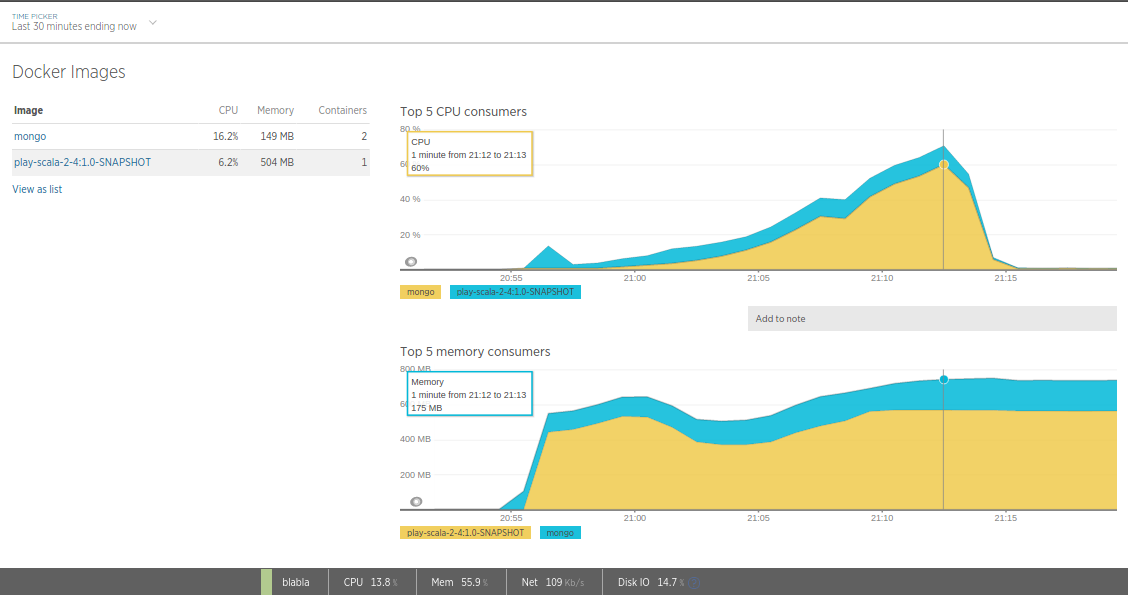 TIME PICKER
Last 30 minutes ending now
Docker Images
Image CPU Memory Containers
mongo 16.2% 149 MB 2
play-scala-2-4:1.0-SNAPSHOT 6.2% 504 MB 1
View as list
Top 5 CPU consumers
80 %
CPU
1 minute from 21:12 to 21:13
60%
40 %
20 %
20:55 21:00 21:05 21:10 21:15
mongo play-scala-2-4:1.0-SNAPSHOT
Add to note
Top 5 memory consumers
800 MB
Memory
1 minute from 21:12 to 21:13
175 MB
400 MB
200 MB
20:55 21:00 21:05 21:10 21:15
play-scala-2-4:1.0-SNAPSHOT mongo
blabla CPU 13.8 % Mem 55.9 % Net 109 Kb/s Disk IO 14.7 %